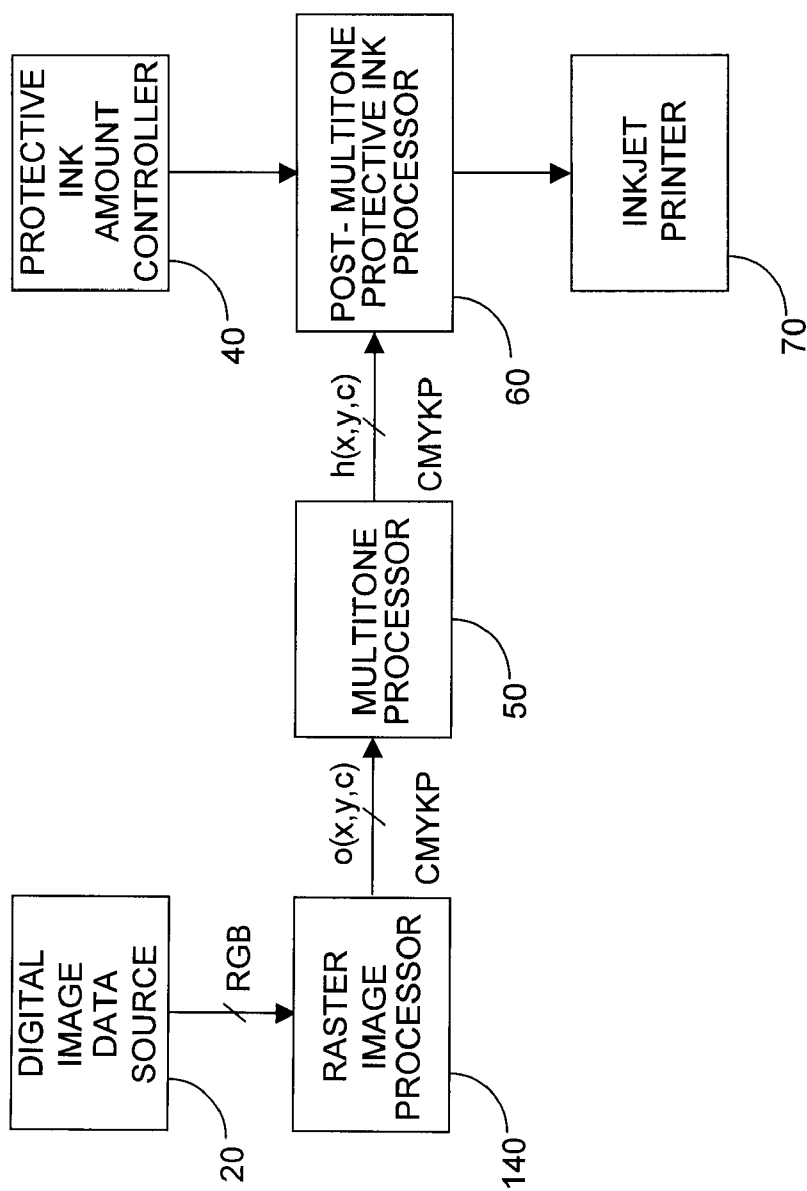 DIGITAL
IMAGE
DATA
SOURCE
20
RGB
RASTER
IMAGE
PROCESSOR
140
o(x,y,c)
CMYKP
MULTITONE
PROCESSOR
50
h(x,y,c)
CMYKP
PROTECTIVE
INK
AMOUNT
CONTROLLER
40
POST- MULTITONE
PROTECTIVE INK
PROCESSOR
60
INKJET
PRINTER
70